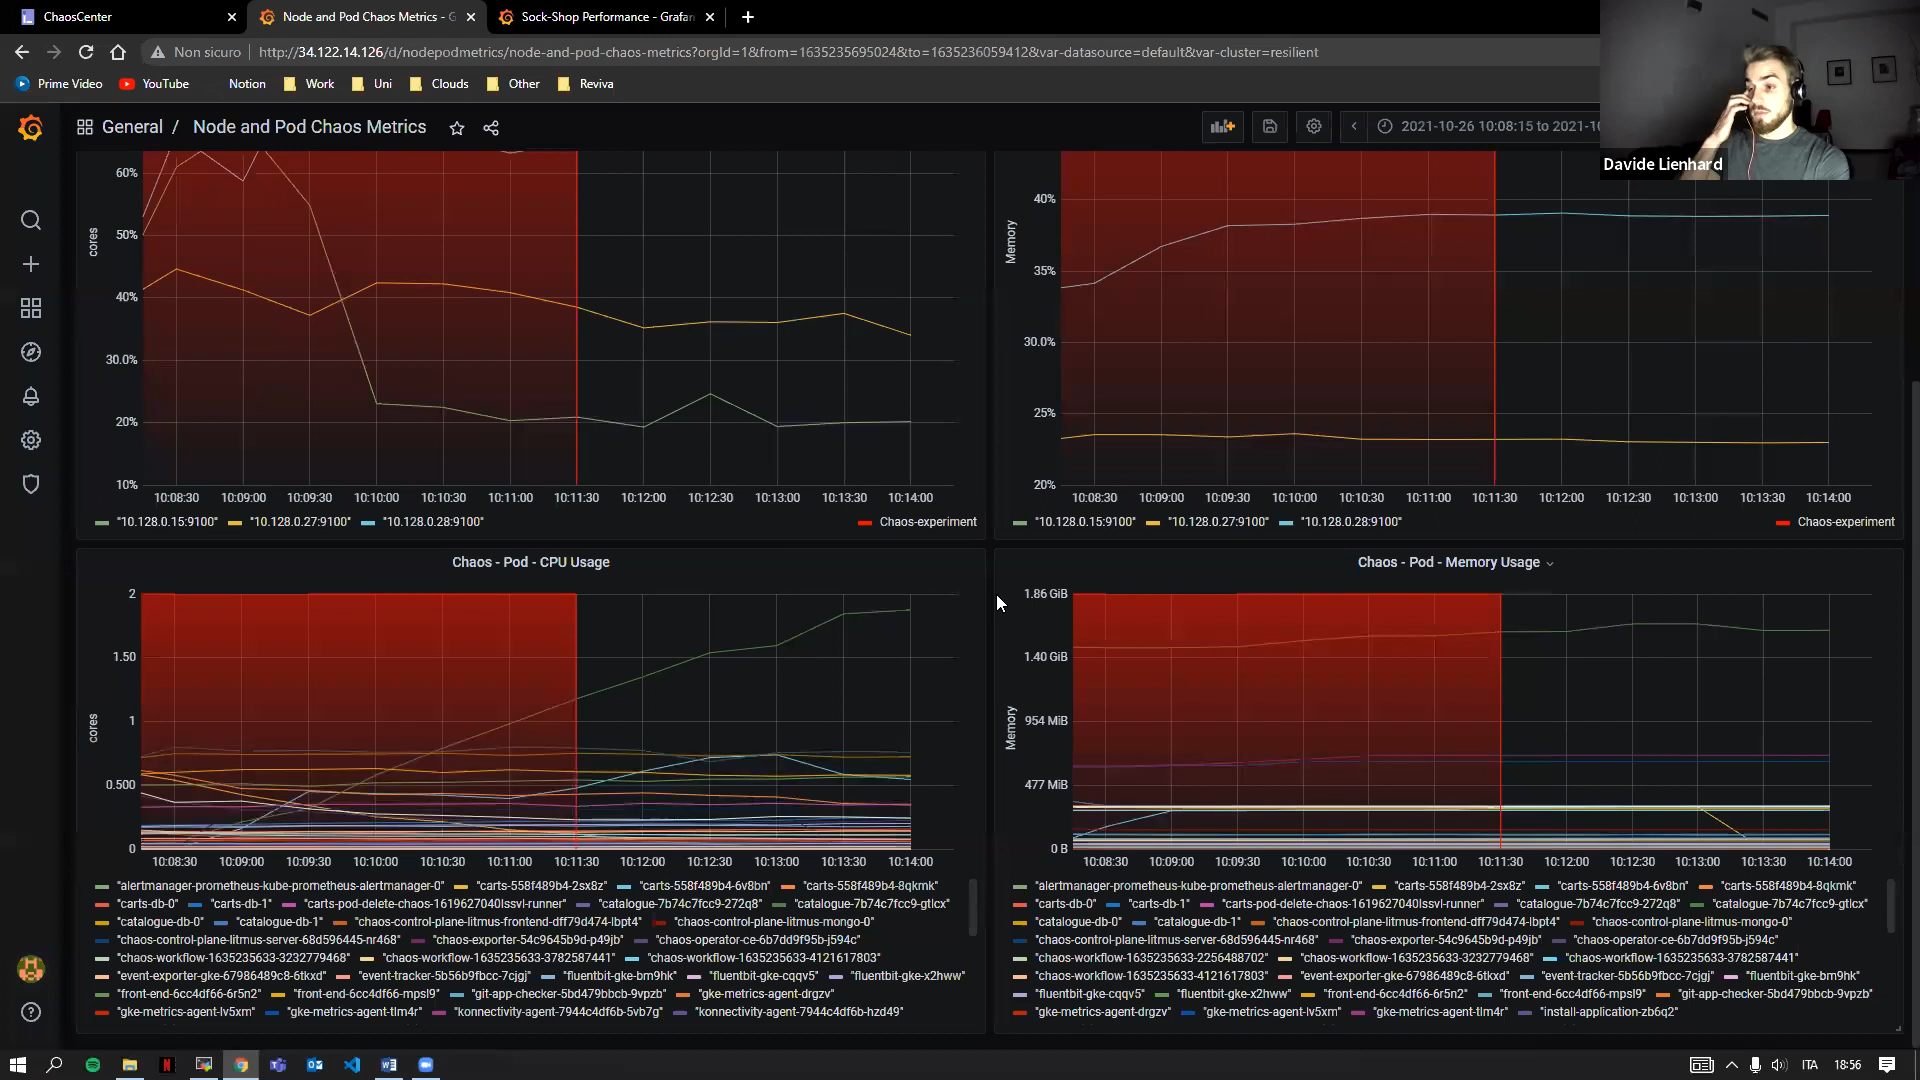 ChaosCenter
Node and Pod Chaos Metrics - G
Sock-Shop Performance - Grafan
Non sicuro
http://34.122.14.126/d/nodepodmetrics/node-and-pod-chaos-metrics?orgId=1&from=1635235695024&to=1635236059412&var-datasource=default&var-cluster=resilient
Prime Video
YouTube
Notion
Work
Uni
Clouds
Other
Reviva
General / Node and Pod Chaos Metrics
2021-10-26 10:08:15 to 2021-10
Davide Lienhard
cores
60%
50%
40%
30.0%
20%
10%
10:08:30 10:09:00 10:09:30 10:10:00 10:10:30 10:11:00 10:11:30 10:12:00 10:12:30 10:13:00 10:13:30 10:14:00
"10.128.0.15:9100" "10.128.0.27:9100" "10.128.0.28:9100" Chaos-experiment
Memory
40%
35%
30.0%
25%
20%
10:08:30 10:09:00 10:09:30 10:10:00 10:10:30 10:11:00 10:11:30 10:12:00 10:12:30 10:13:00 10:13:30 10:14:00
"10.128.0.15:9100" "10.128.0.27:9100" "10.128.0.28:9100" Chaos-experiment
Chaos - Pod - CPU Usage
cores
2
1.50
1
0.500
0
10:08:30 10:09:00 10:09:30 10:10:00 10:10:30 10:11:00 10:11:30 10:12:00 10:12:30 10:13:00 10:13:30 10:14:00
"alertmanager-prometheus-kube-prometheus-alertmanager-0" "carts-558f489b4-2sx8z" "carts-558f489b4-6v8bn" "carts-558f489b4-8qkmk"
"carts-db-0" "carts-db-1" "carts-pod-delete-chaos-1619627040lssvl-runner" "catalogue-7b74c7fcc9-272q8" "catalogue-7b74c7fcc9-gtlcx"
"catalogue-db-0" "catalogue-db-1" "chaos-control-plane-litmus-frontend-dff79d474-lbpt4" "chaos-control-plane-litmus-mongo-0"
"chaos-control-plane-litmus-server-68d596445-nr468" "chaos-exporter-54c9645b9d-p49jb" "chaos-operator-ce-6b7dd9f95b-j594c"
"chaos-workflow-1635235633-3232779468" "chaos-workflow-1635235633-3782587441" "chaos-workflow-1635235633-4121617803"
"event-exporter-gke-67986489c8-6tkxd" "event-tracker-5b56b9fbcc-7cjgj" "fluentbit-gke-bm9hk" "fluentbit-gke-cqqv5" "fluentbit-gke-x2hww"
"front-end-6cc4df66-6r5n2" "front-end-6cc4df66-mpsl9" "git-app-checker-5bd479bbcb-9vpzb" "gke-metrics-agent-drgzv"
"gke-metrics-agent-lv5xm" "gke-metrics-agent-tlm4r" "konnectivity-agent-7944c4df6b-5vb7g" "konnectivity-agent-7944c4df6b-hzd49"
Chaos - Pod - Memory Usage
Memory
1.86 GiB
1.40 GiB
954 MiB
477 MiB
0 B
10:08:30 10:09:00 10:09:30 10:10:00 10:10:30 10:11:00 10:11:30 10:12:00 10:12:30 10:13:00 10:13:30 10:14:00
"alertmanager-prometheus-kube-prometheus-alertmanager-0" "carts-558f489b4-2sx8z" "carts-558f489b4-6v8bn" "carts-558f489b4-8qkmk"
"carts-db-0" "carts-db-1" "carts-pod-delete-chaos-1619627040lssvl-runner" "catalogue-7b74c7fcc9-272q8" "catalogue-7b74c7fcc9-gtlcx"
"catalogue-db-0" "catalogue-db-1" "chaos-control-plane-litmus-frontend-dff79d474-lbpt4" "chaos-control-plane-litmus-mongo-0"
"chaos-control-plane-litmus-server-68d596445-nr468" "chaos-exporter-54c9645b9d-p49jb" "chaos-operator-ce-6b7dd9f95b-j594c"
"chaos-workflow-1635235633-2256488702" "chaos-workflow-1635235633-3232779468" "chaos-workflow-1635235633-3782587441"
"chaos-workflow-1635235633-4121617803" "event-exporter-gke-67986489c8-6tkxd" "event-tracker-5b56b9fbcc-7cjgj" "fluentbit-gke-bm9hk"
"fluentbit-gke-cqqv5" "fluentbit-gke-x2hww" "front-end-6cc4df66-6r5n2" "front-end-6cc4df66-mpsl9" "git-app-checker-5bd479bbcb-9vpzb"
"gke-metrics-agent-drgzv" "gke-metrics-agent-lv5xm" "gke-metrics-agent-tlm4r" "install-application-zb6q2"
ITA
18:56